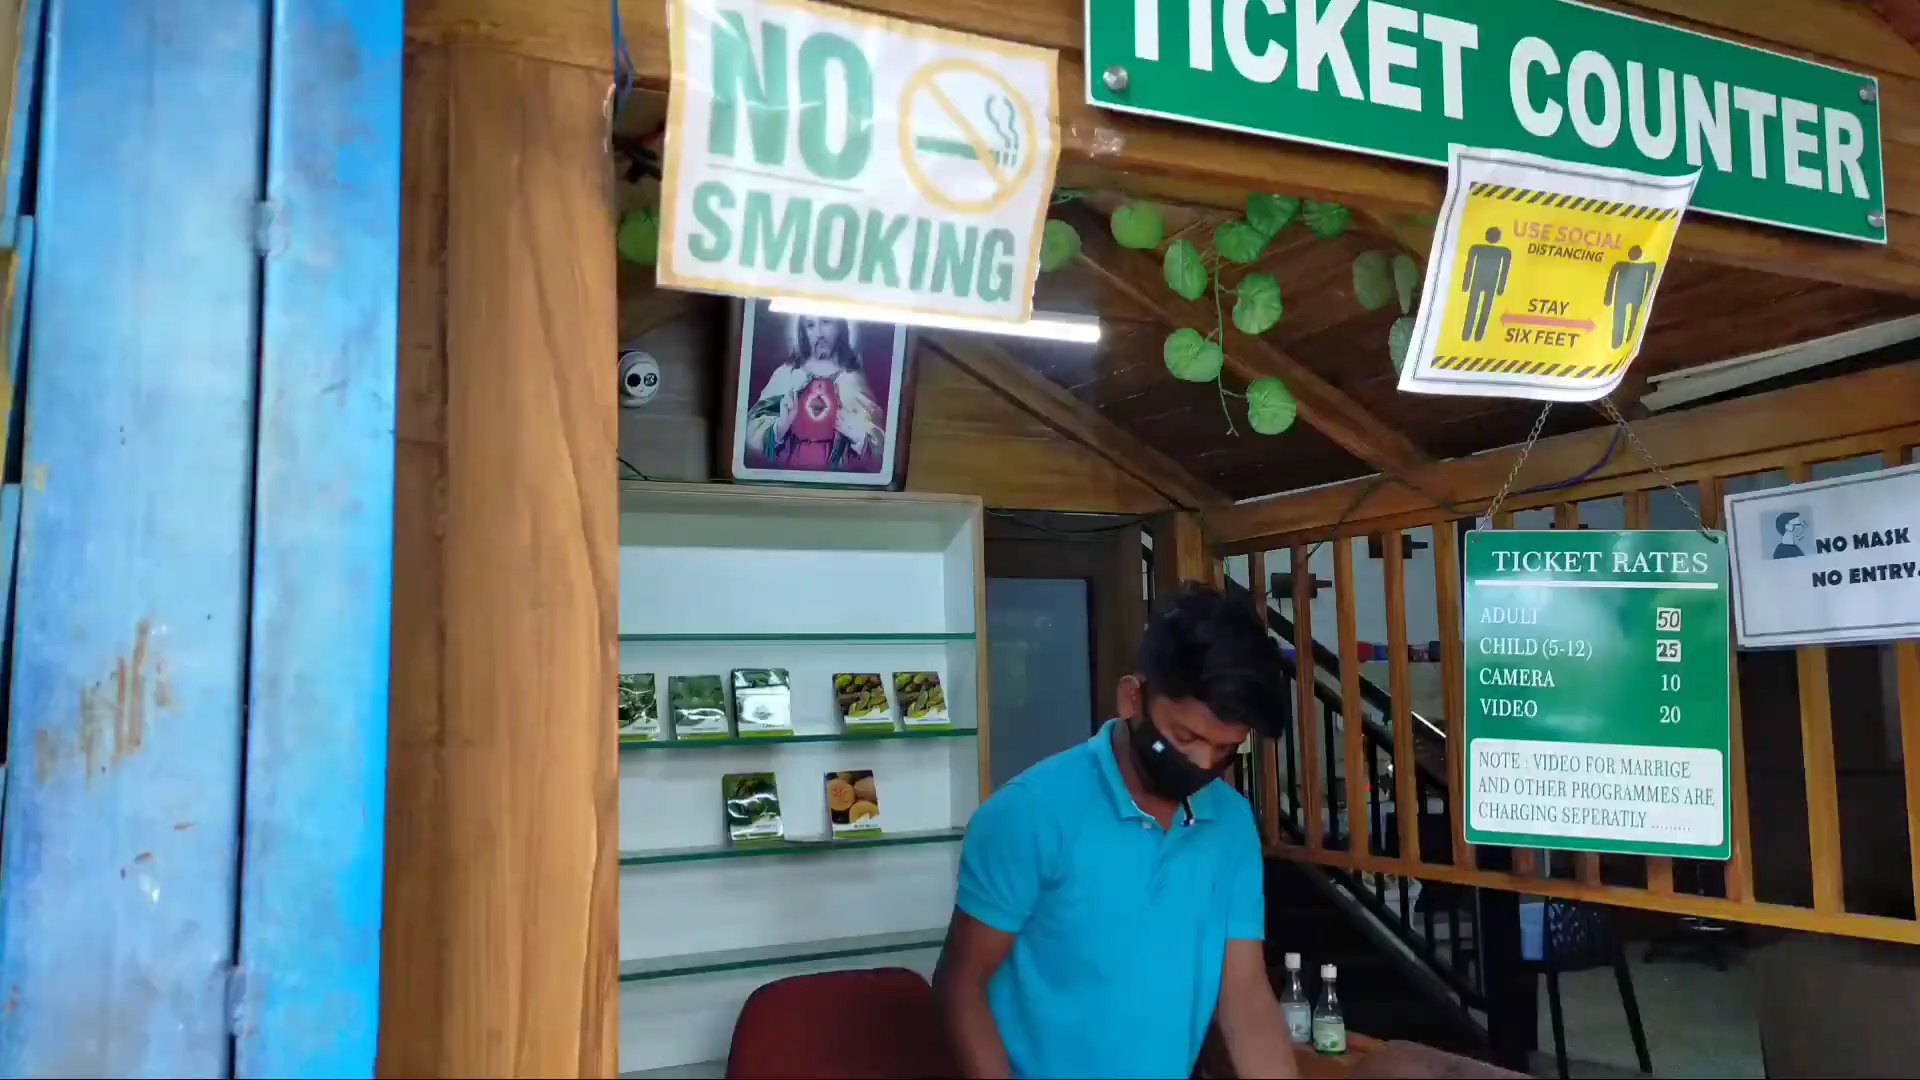 NO
SMOKING
TICKET COUNTER
USE SOCIAL
DISTANCING
STAY
SIX FEET
TICKET RATES
ADULT 50
CHILD (5-12) 25
CAMERA 10
VIDEO 20
NOTE : VIDEO FOR MARRIGE
AND OTHER PROGRAMMES ARE
CHARGING SEPERATLY .........
NO MASK
NO ENTRY.